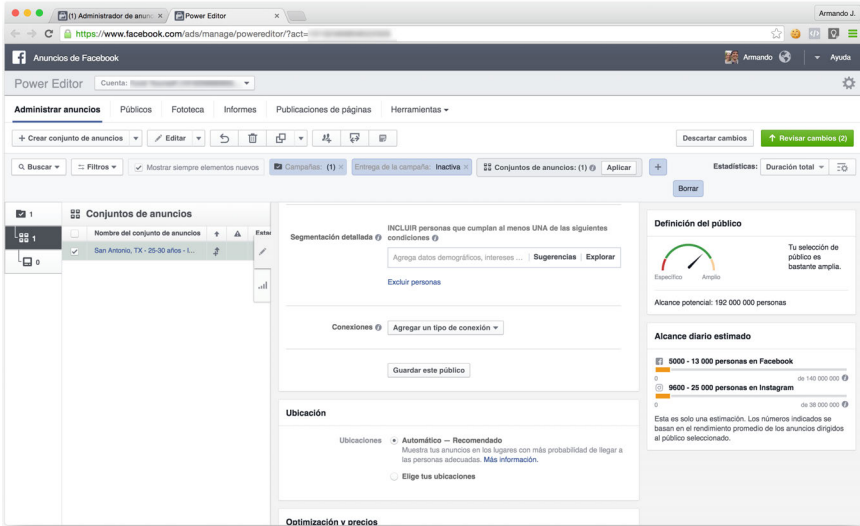 (1) Administrador de anunc
Power Editor
Armando J.
https://www.facebook.com/ads/manage/powereditor/?act=
Anuncios de Facebook
Armando
Ayuda
Power Editor
Cuenta:
Administrar anuncios
Públicos
Fototeca
Informes
Publicaciones de páginas
Herramientas
+ Crear conjunto de anuncios
Editar
Descartar cambios
Revisar cambios (2)
Buscar
Filtros
Mostrar siempre elementos nuevos
Campañas: (1) ×
Entrega de la campaña: Inactiva ×
Conjuntos de anuncios: (1)
Aplicar
+
Estadísticas:
Duración total
Borrar
1
Conjuntos de anuncios
1
Nombre del conjunto de anuncios
Estad
San Antonio, TX - 25-30 años - I...
0
Segmentación detallada
INCLUIR personas que cumplan al menos UNA de las siguientes
condiciones
Agrega datos demográficos, intereses ...
Sugerencias
Explorar
Excluir personas
Conexiones
Agregar un tipo de conexión
Guardar este público
Ubicación
Ubicaciones
Automático — Recomendado
Muestra tus anuncios en los lugares con más probabilidad de llegar a
las personas adecuadas. Más información.
Elige tus ubicaciones
Optimización y precios
Definición del público
Específico
Amplio
Tu selección de
público es
bastante amplia.
Alcance potencial: 192 000 000 personas
Alcance diario estimado
5000 - 13 000 personas en Facebook
0
de 140 000 000
9600 - 25 000 personas en Instagram
0
de 38 000 000
Esta es solo una estimación. Los números indicados se
basan en el rendimiento promedio de los anuncios dirigidos
al público seleccionado.